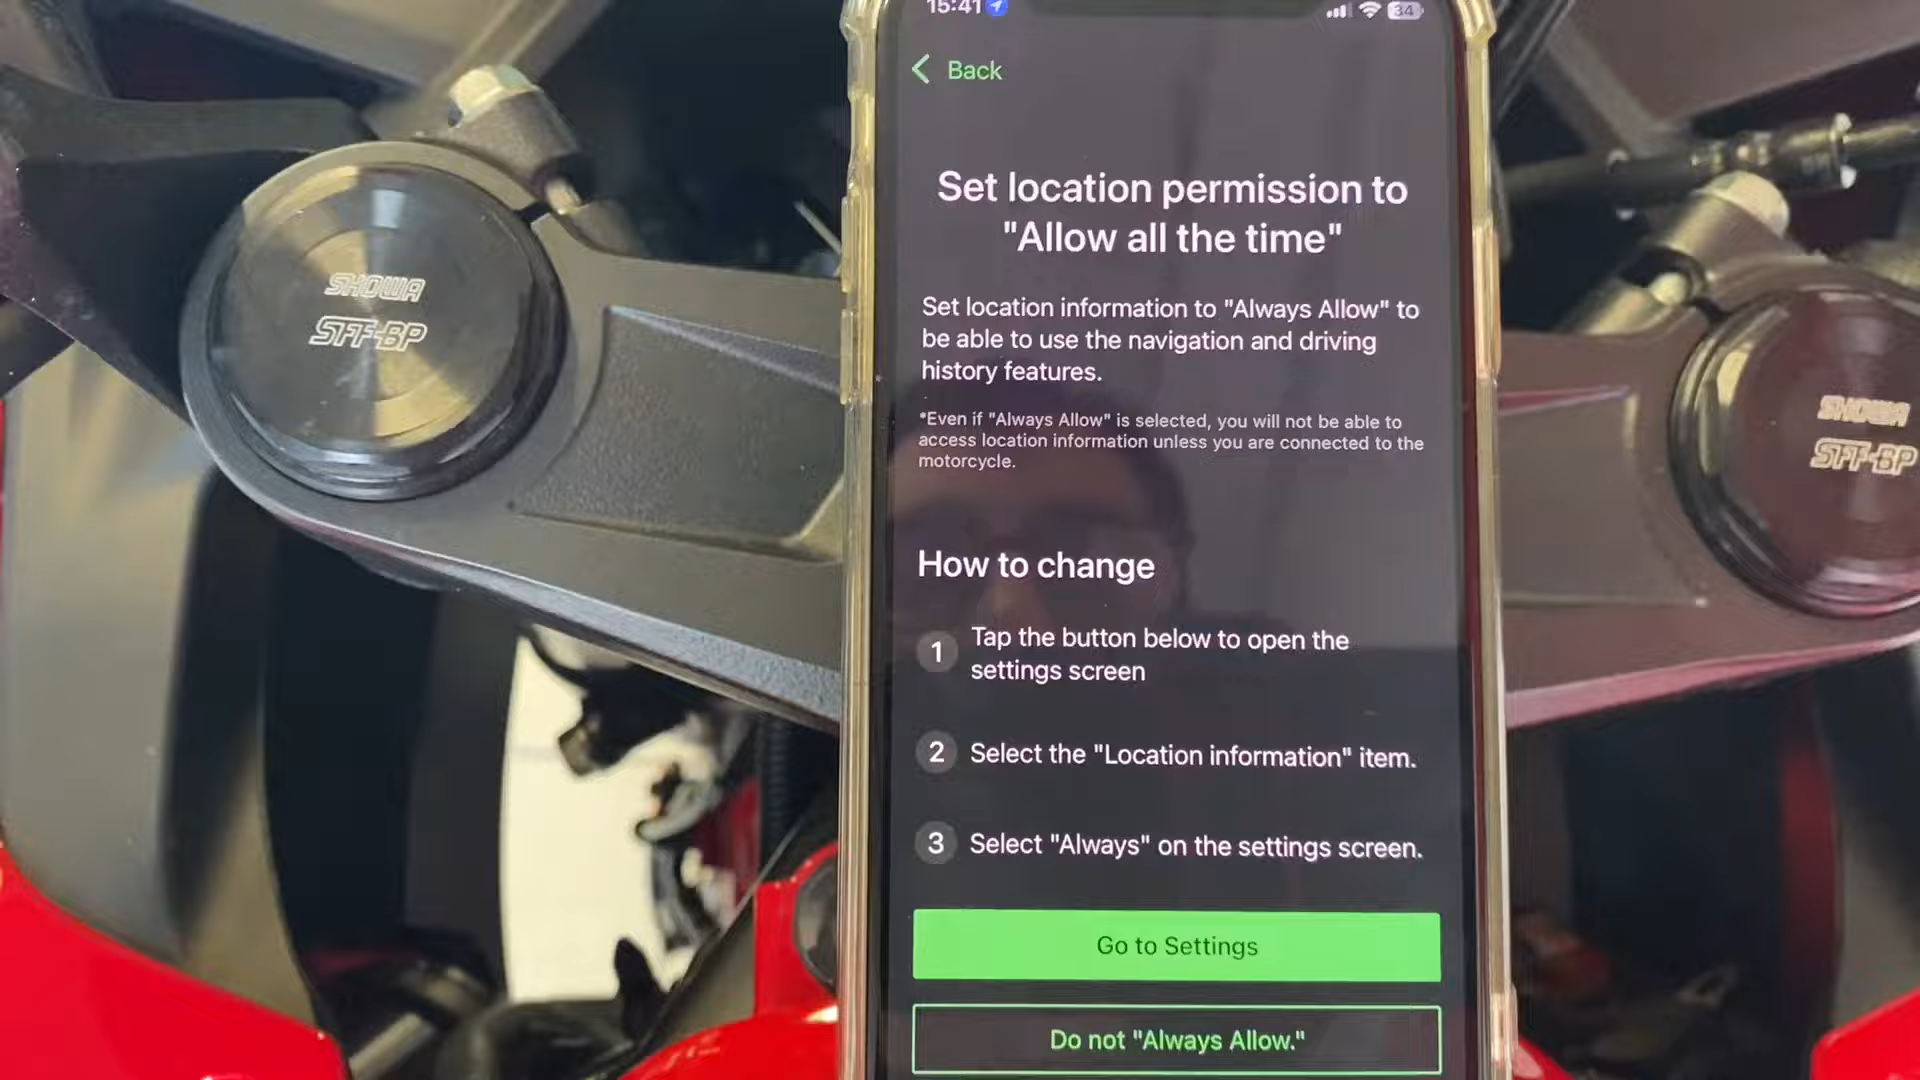 15:41
34
Back
Set location permission to
"Allow all the time"
Set location information to "Always Allow" to
be able to use the navigation and driving
history features.
*Even if "Always Allow" is selected, you will not be able to
access location information unless you are connected to the
motorcycle.
How to change
1 Tap the button below to open the
settings screen
2 Select the "Location information" item.
3 Select "Always" on the settings screen.
Go to Settings
Do not "Always Allow."
SHOWA
SFF-BP
SHOWA
SFF-BP